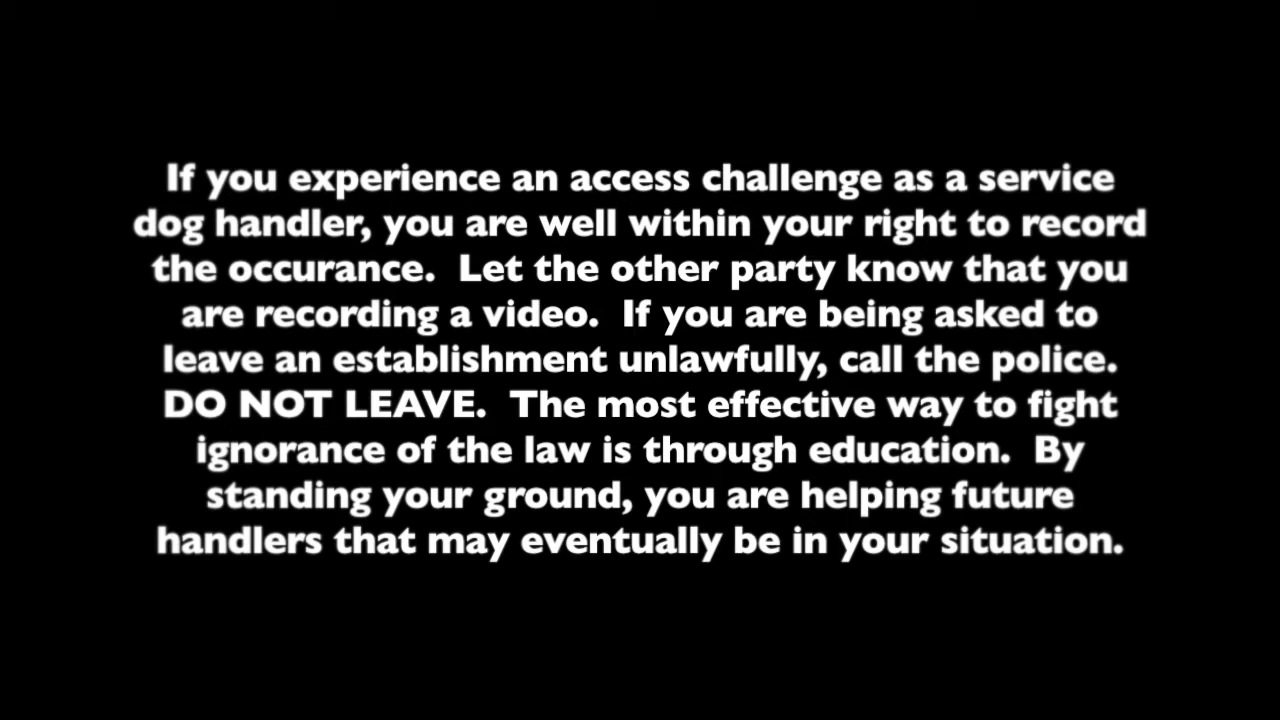 If you experience an access challenge as a service
dog handler, you are well within your right to record
the occurance.  Let the other party know that you
are recording a video.  If you are being asked to
leave an establishment unlawfully, call the police.
DO NOT LEAVE.  The most effective way to fight
ignorance of the law is through education.  By
standing your ground, you are helping future
handlers that may eventually be in your situation.